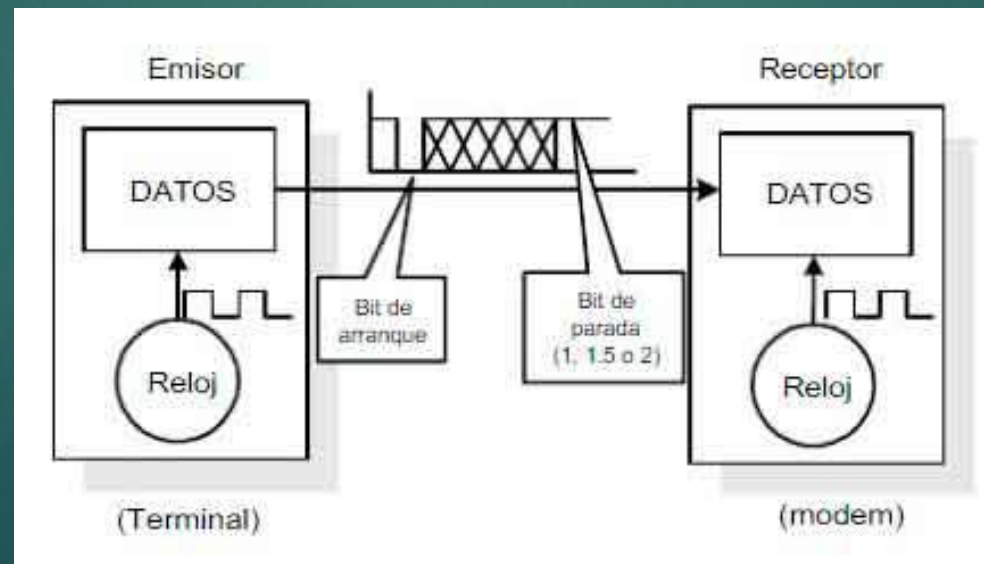 Emisor
Receptor
DATOS
DATOS
Bit de
arranque
Bit de
parada
(1, 1.5 o 2)
Reloj
Reloj
(Terminal)
(modem)